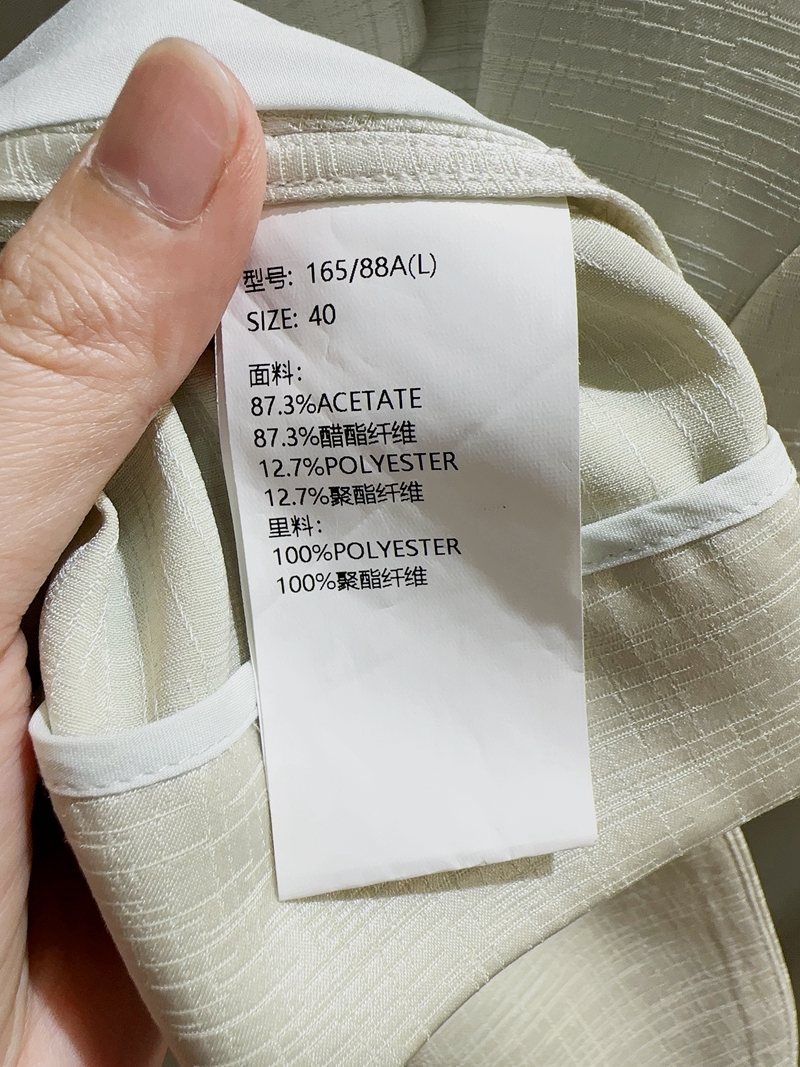 型号: 165/88A(L)
SIZE: 40
面料:
87.3%ACETATE
87.3%醋酯纤维
12.7%POLYESTER
12.7%聚酯纤维
里料:
100%POLYESTER
100%聚酯纤维